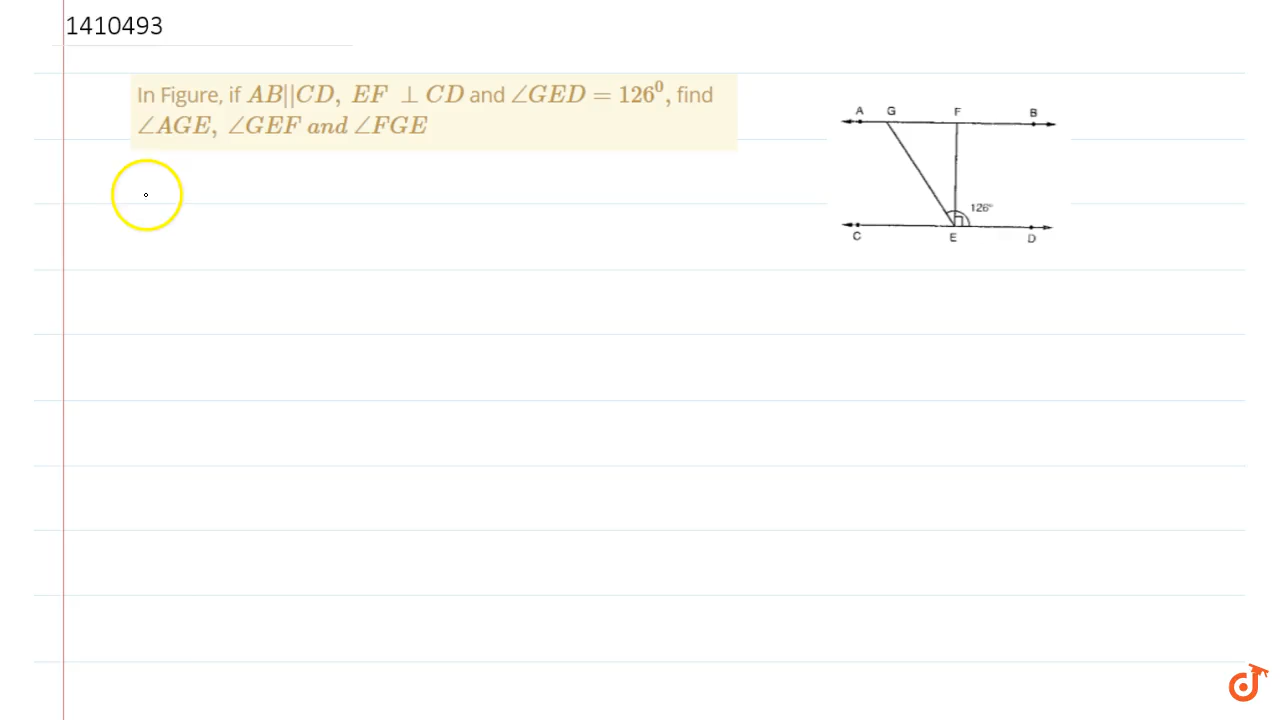 1410493
In Figure, if AB||CD, EF ⊥ CD and ∠GED = 126⁰, find
∠AGE, ∠GEF and ∠FGE
A G F B
126°
C E D